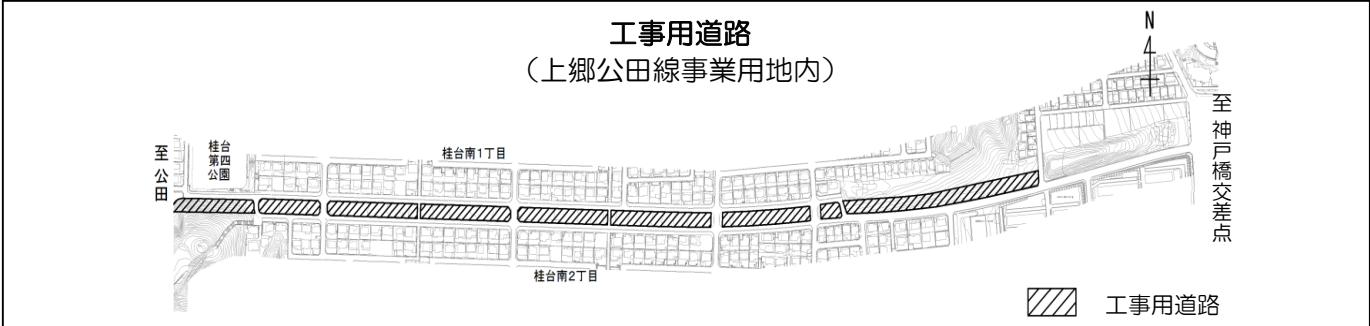 工事用道路
（上郷公田線事業用地内）
N
至 公田
桂台
第四
公園
桂台南1丁目
桂台南2丁目
至 神戸橋交差点
工事用道路